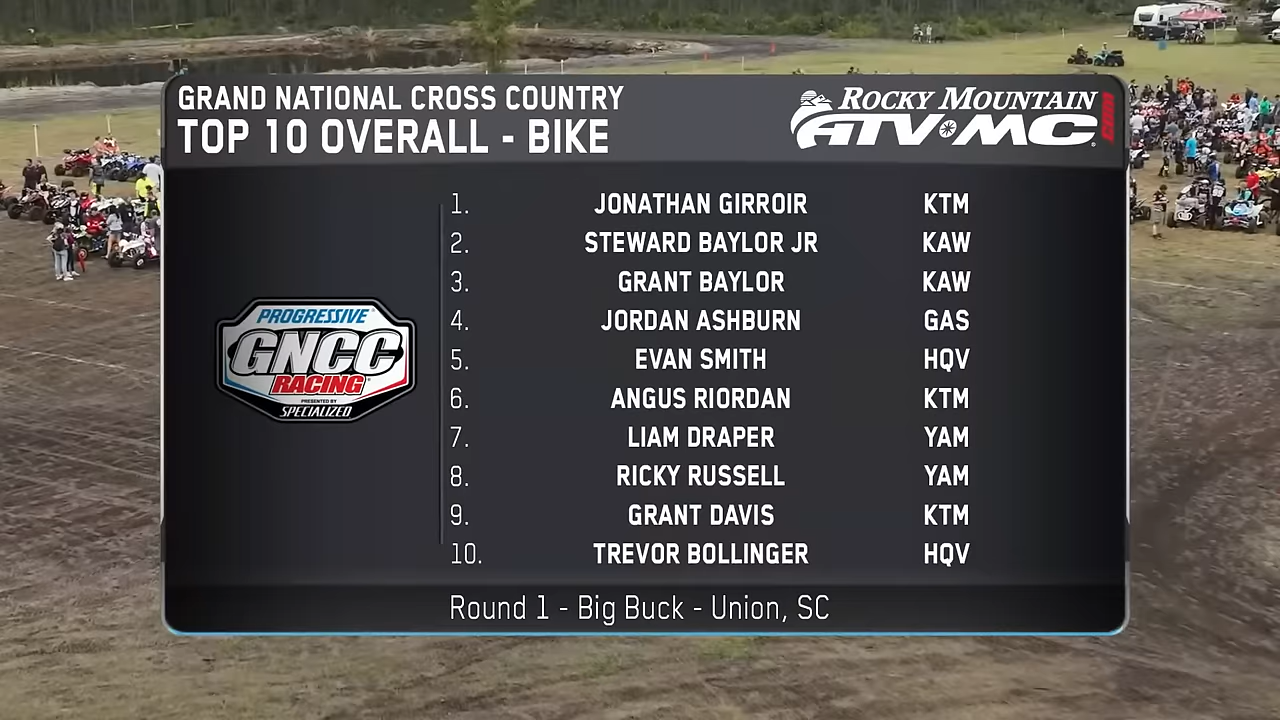 GRAND NATIONAL CROSS COUNTRY
TOP 10 OVERALL - BIKE
ROCKY MOUNTAIN
ATV MC .COM
1. JONATHAN GIRROIR KTM
2. STEWARD BAYLOR JR KAW
3. GRANT BAYLOR KAW
4. JORDAN ASHBURN GAS
5. EVAN SMITH HQV
6. ANGUS RIORDAN KTM
7. LIAM DRAPER YAM
8. RICKY RUSSELL YAM
9. GRANT DAVIS KTM
10. TREVOR BOLLINGER HQV
PROGRESSIVE
GNCC
RACING
PRESENTED BY
SPECIALIZED
Round 1 - Big Buck - Union, SC